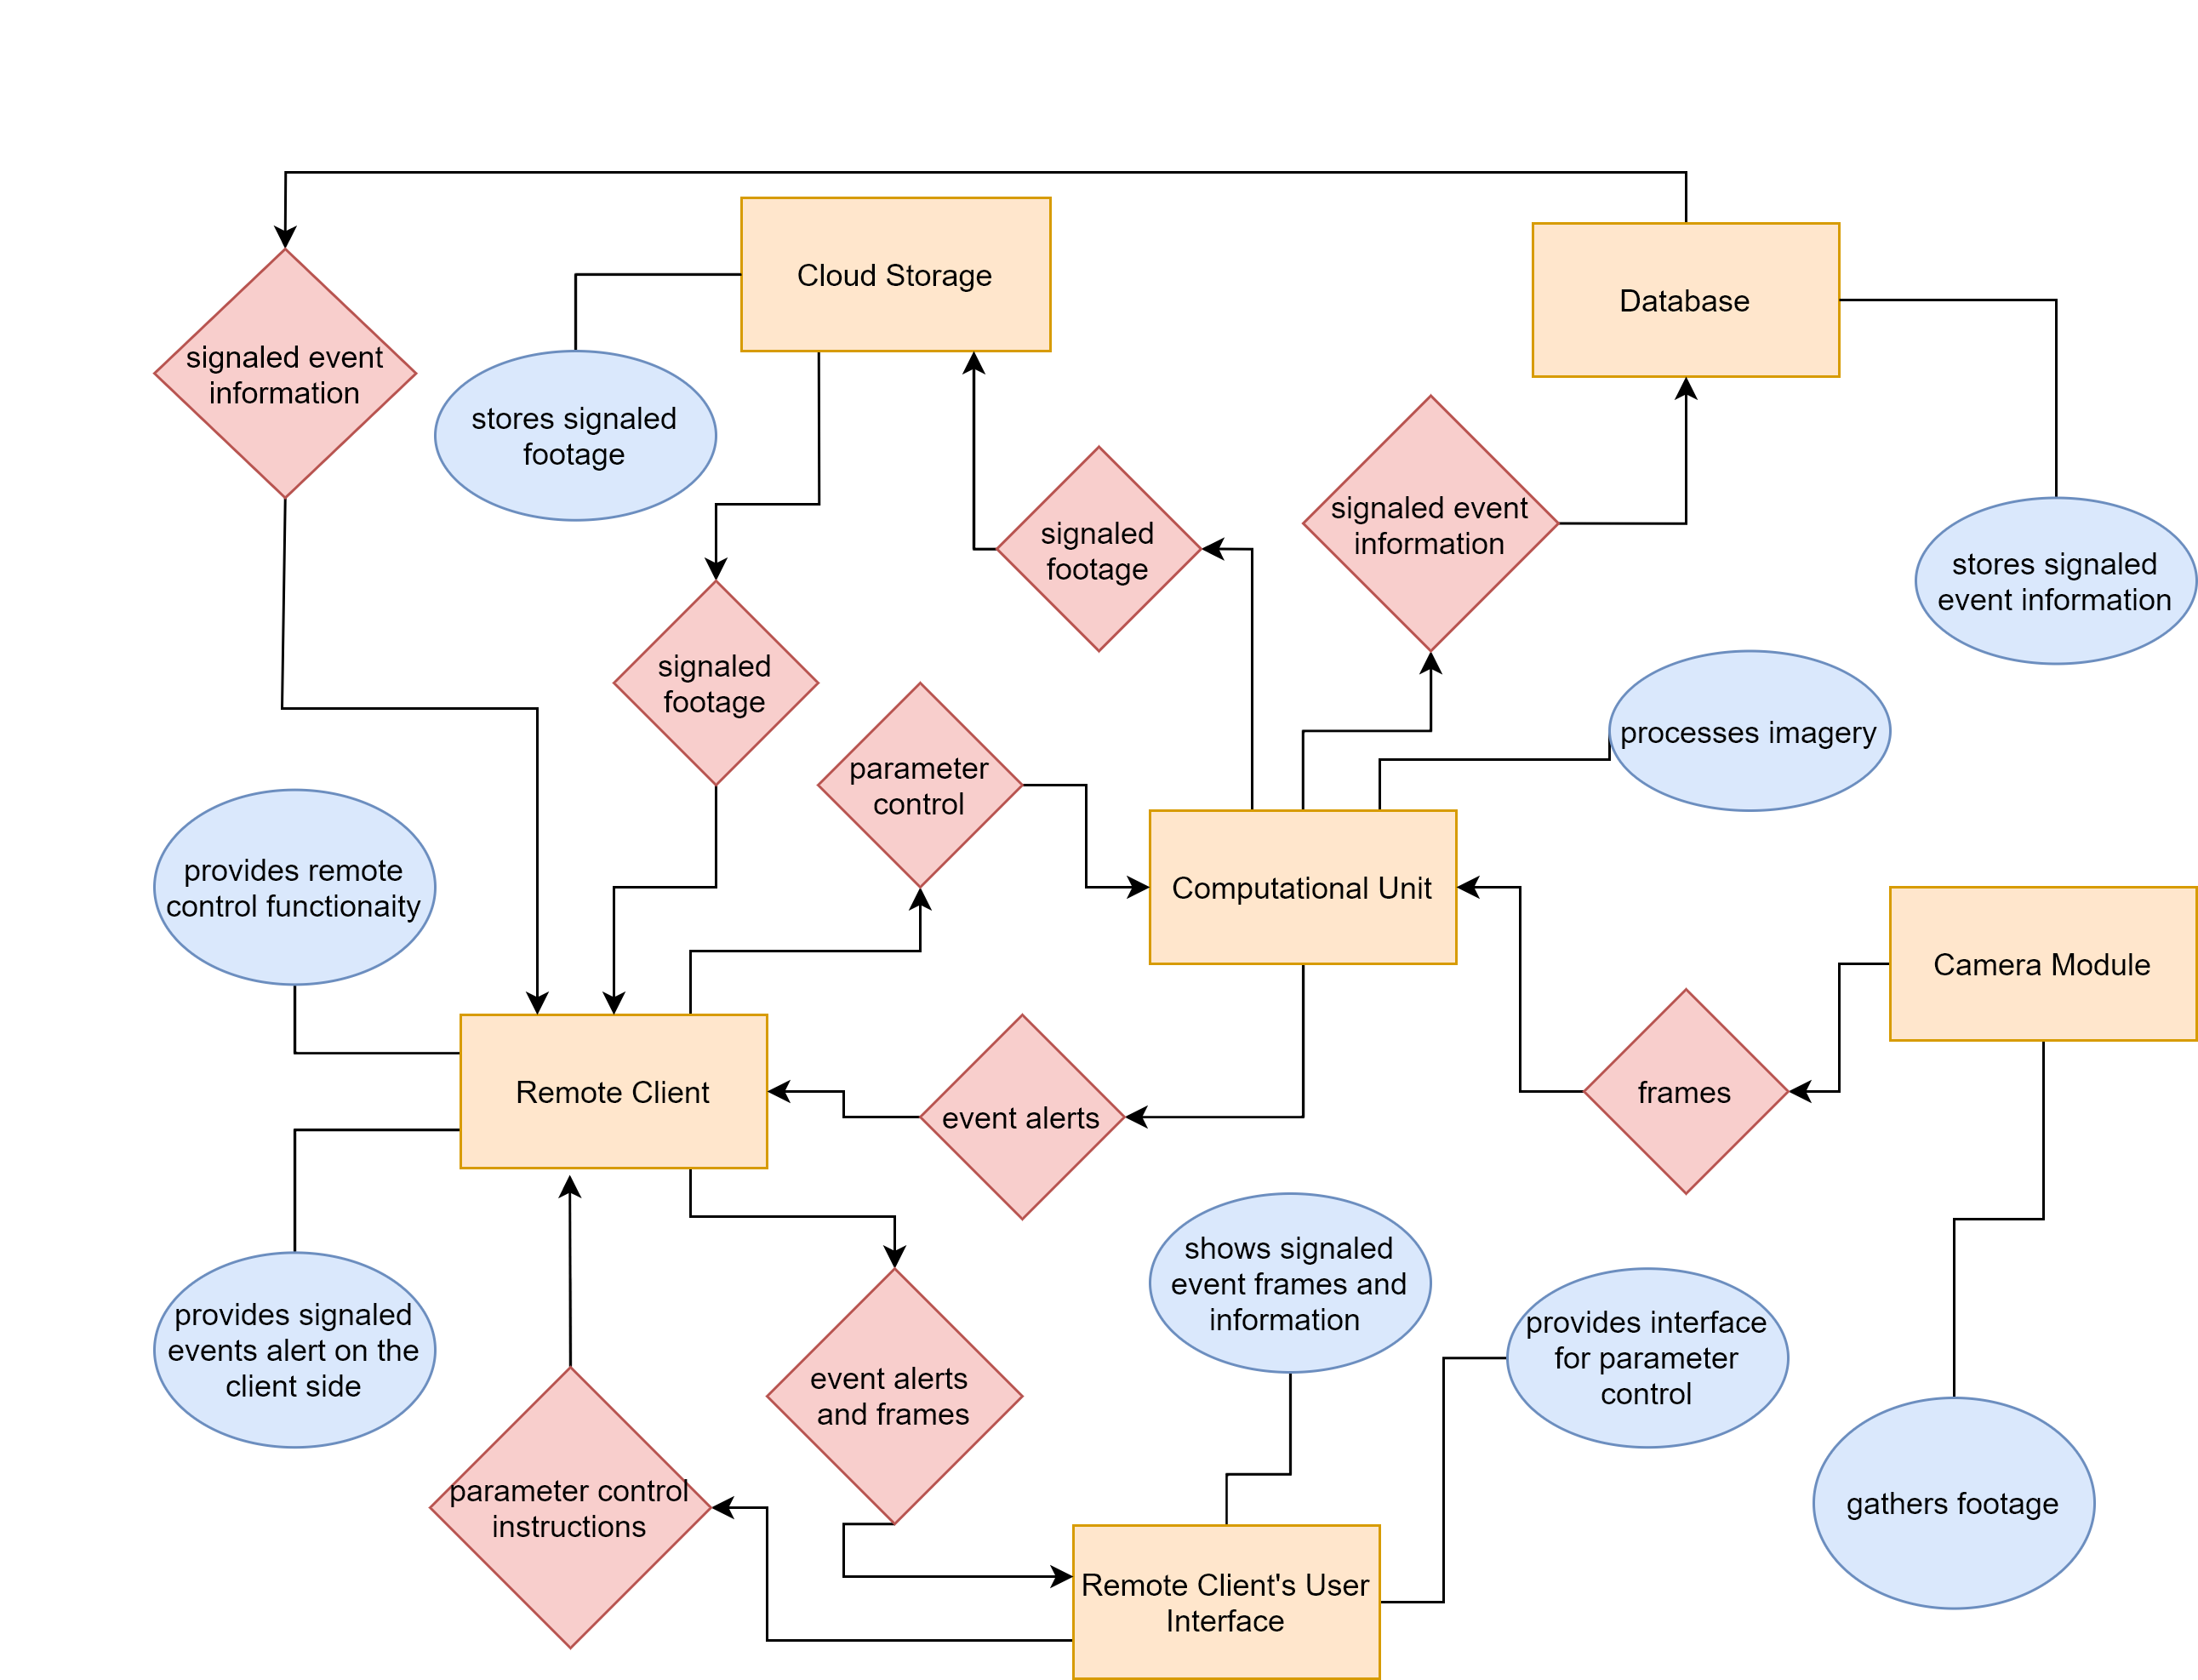 Cloud Storage
Database
signaled event
information
stores signaled
footage
signaled event
information
signaled
footage
stores signaled
event information
signaled
footage
processes imagery
parameter
control
provides remote
control functionaity
Computational Unit
Camera Module
Remote Client
event alerts
frames
shows signaled
event frames and
information
provides signaled
events alert on the
client side
provides interface
for parameter
control
event alerts
and frames
parameter control
instructions
gathers footage
Remote Client's User
Interface